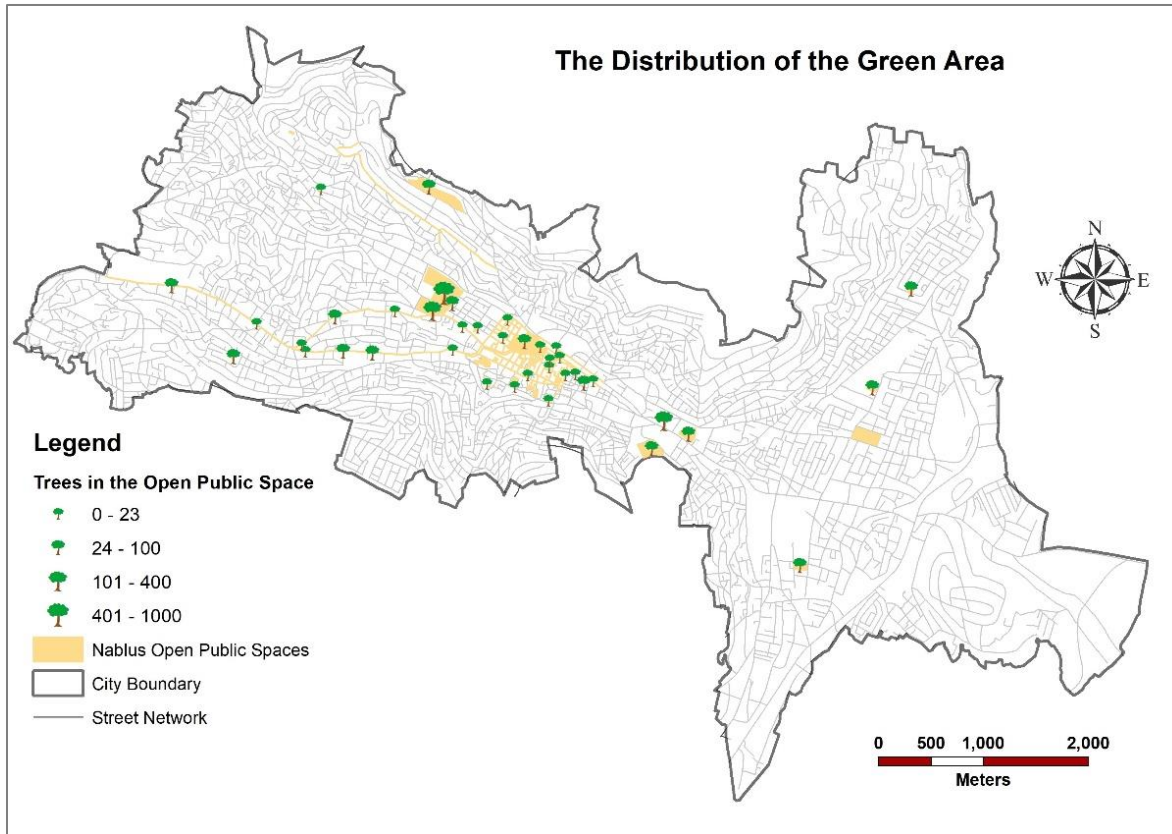 The Distribution of the Green Area
N
W E
S
Legend
Trees in the Open Public Space
0 - 23
24 - 100
101 - 400
401 - 1000
Nablus Open Public Spaces
City Boundary
Street Network
0 500 1,000 2,000
Meters